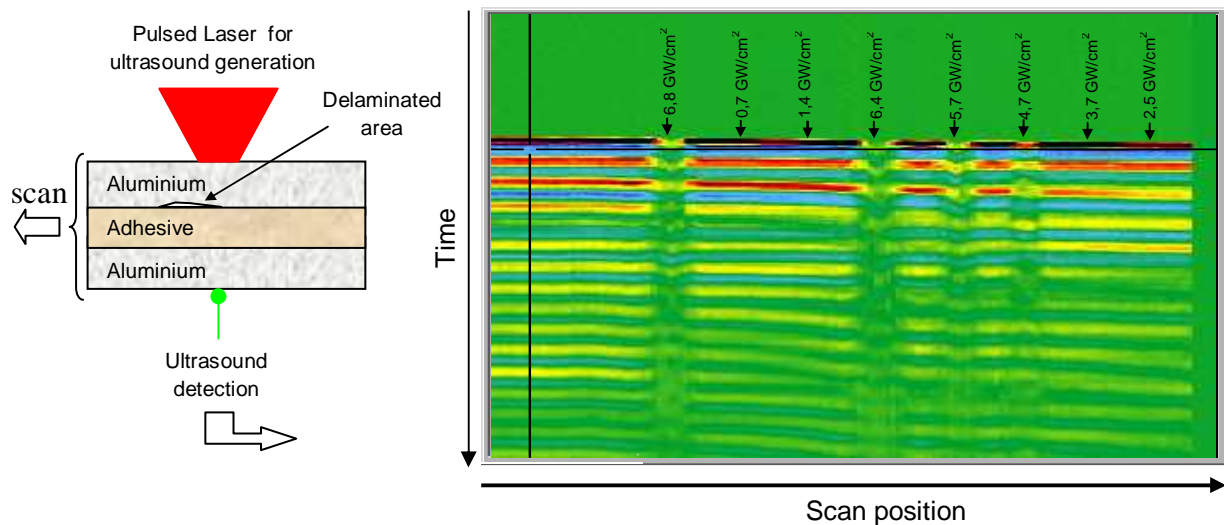 Pulsed Laser for
ultrasound generation
Delaminated
area
scan
Aluminium
Adhesive
Aluminium
Ultrasound
detection
Time
6,8 GW/cm²
0,7 GW/cm²
1,4 GW/cm²
6,4 GW/cm²
5,7 GW/cm²
4,7 GW/cm²
3,7 GW/cm²
2,5 GW/cm²
Scan position